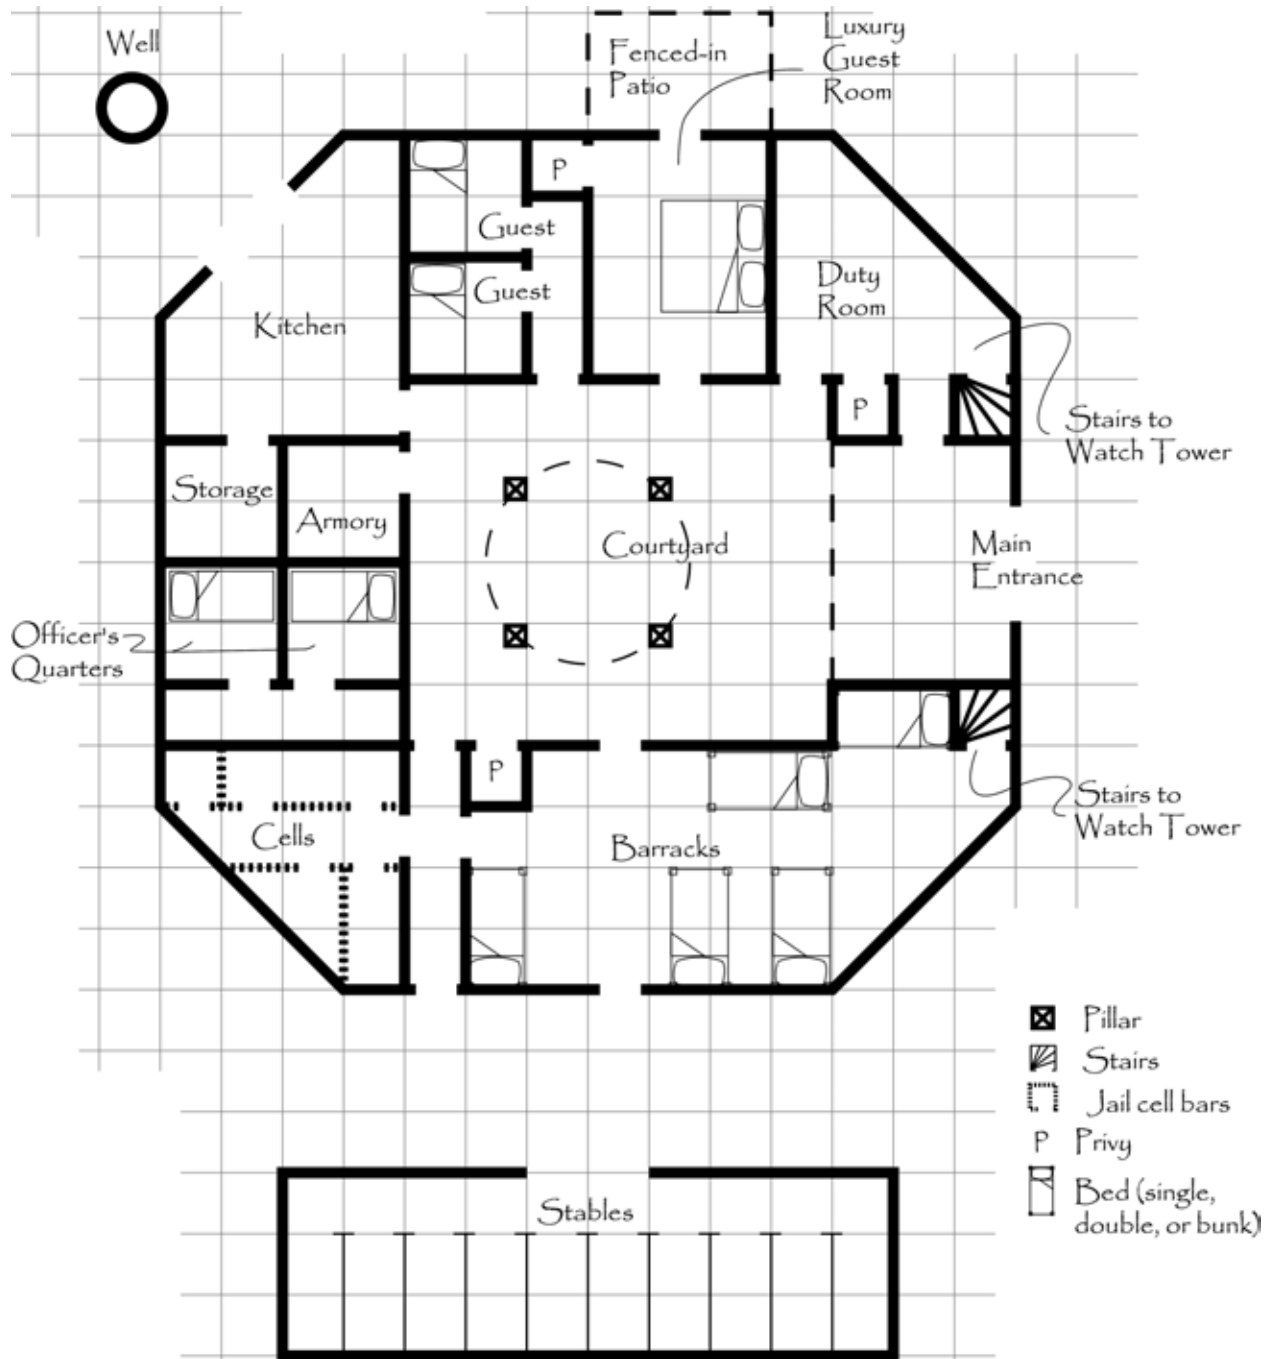 Well
Fenced-in
Patio
Luxury
Guest
Room
P
Guest
Guest
Kitchen
Duty
Room
P
Stairs to
Watch Tower
Storage
Armory
Courtyard
Main
Entrance
Officer's
Quarters
P
Cells
Barracks
Stairs to
Watch Tower
Pillar
Stairs
Jail cell bars
P Privy
Bed (single,
double, or bunk)
Stables